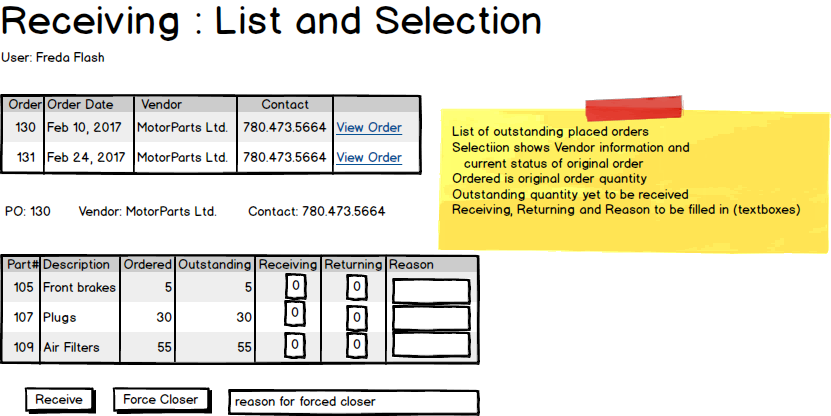 Receiving : List and Selection
User: Freda Flash
Order Order Date Vendor Contact
130 Feb 10, 2017 MotorParts Ltd. 780.473.5664 View Order
131 Feb 24, 2017 MotorParts Ltd. 780.473.5664 View Order
List of outstanding placed orders
Selectiion shows Vendor information and
current status of original order
Ordered is original order quantity
Outstanding quantity yet to be received
Receiving, Returning and Reason to be filled in (textboxes)
PO: 130 Vendor: MotorParts Ltd. Contact: 780.473.5664
Part# Description Ordered Outstanding Receiving Returning Reason
105 Front brakes 5 5 0 0
107 Plugs 30 30 0 0
109 Air Filters 55 55 0 0
Receive Force Closer reason for forced closer